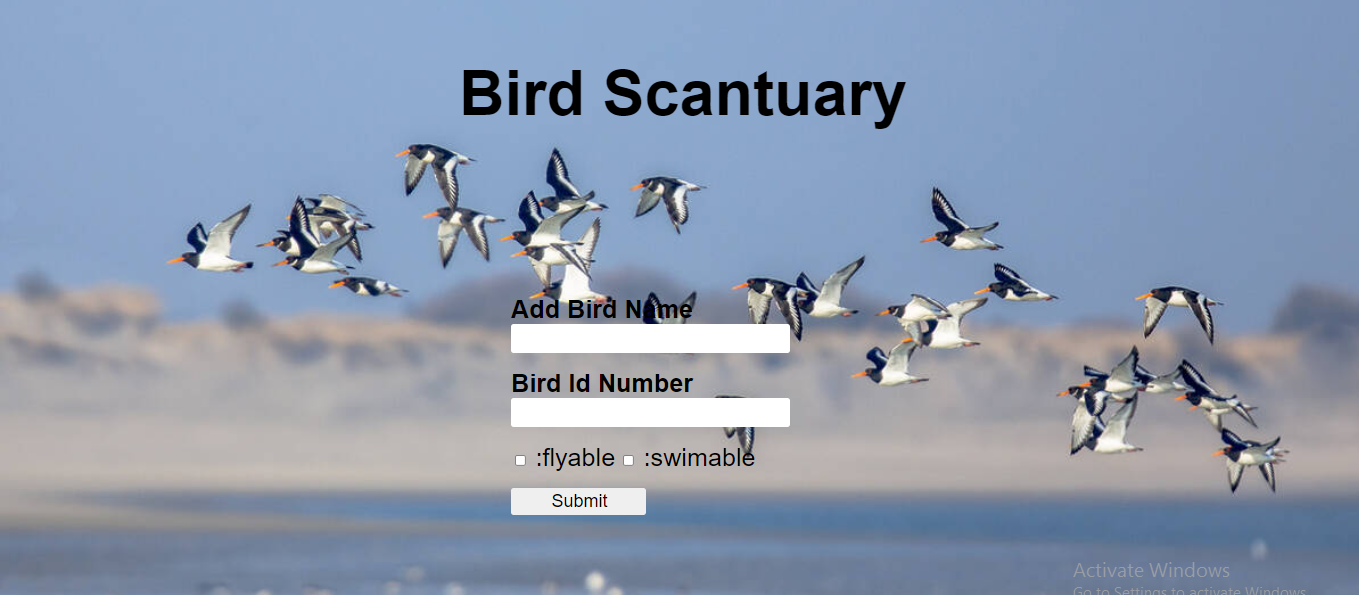 Bird Scantuary
Add Bird Name
Bird Id Number
:flyable :swimable
Submit
Activate Windows
Go to Settings to activate Windows.